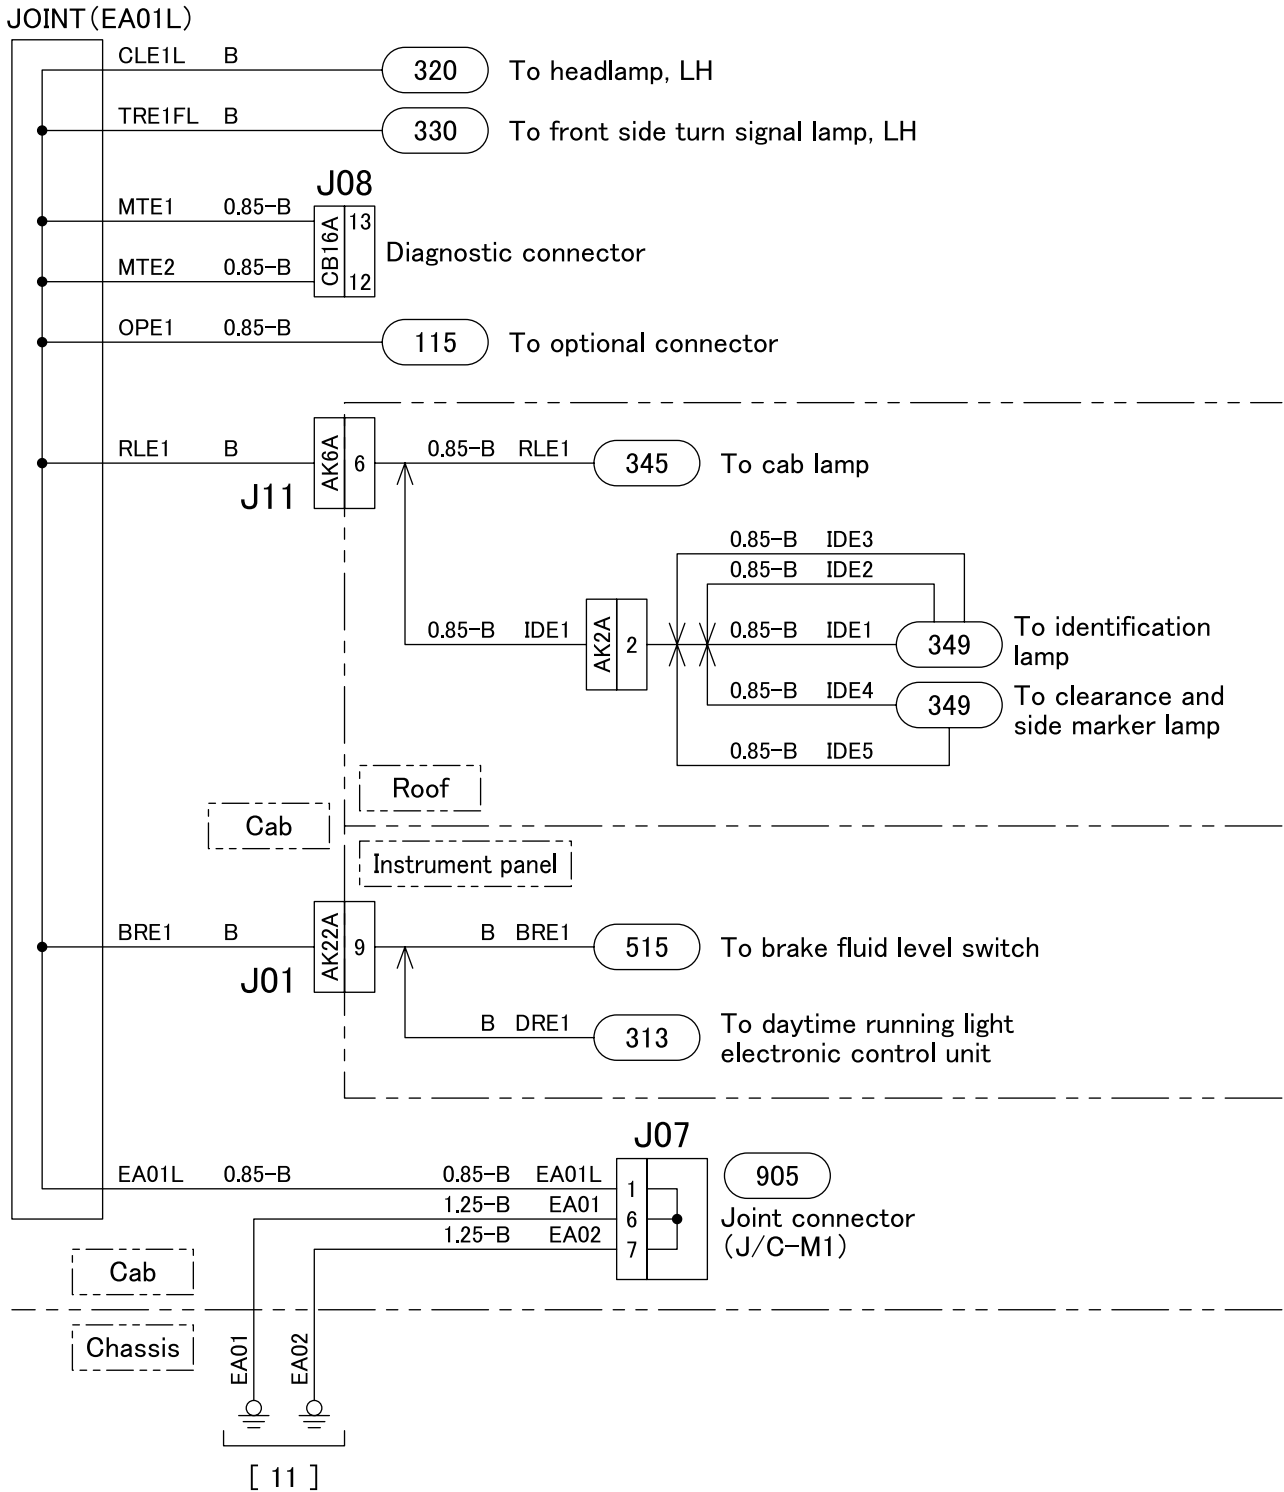 JOINT(EA01L)
CLE1L B
320 To headlamp, LH
TRE1FL B
330 To front side turn signal lamp, LH
J08
MTE1 0.85-B
13
CB16A
Diagnostic connector
MTE2 0.85-B
12
OPE1 0.85-B
115 To optional connector
RLE1 B
AK6A
6
J11
0.85-B RLE1
345 To cab lamp
0.85-B IDE3
0.85-B IDE2
0.85-B IDE1
AK2A
2
0.85-B IDE1
349
To identification
lamp
0.85-B IDE4
349
To clearance and
side marker lamp
0.85-B IDE5
Roof
Cab
Instrument panel
BRE1 B
AK22A
9
J01
B BRE1
515 To brake fluid level switch
B DRE1
313
To daytime running light
electronic control unit
J07
EA01L 0.85-B
0.85-B EA01L
1
905
1.25-B EA01
6
Joint connector
(J/C-M1)
1.25-B EA02
7
Cab
Chassis
EA01
EA02
[ 11 ]